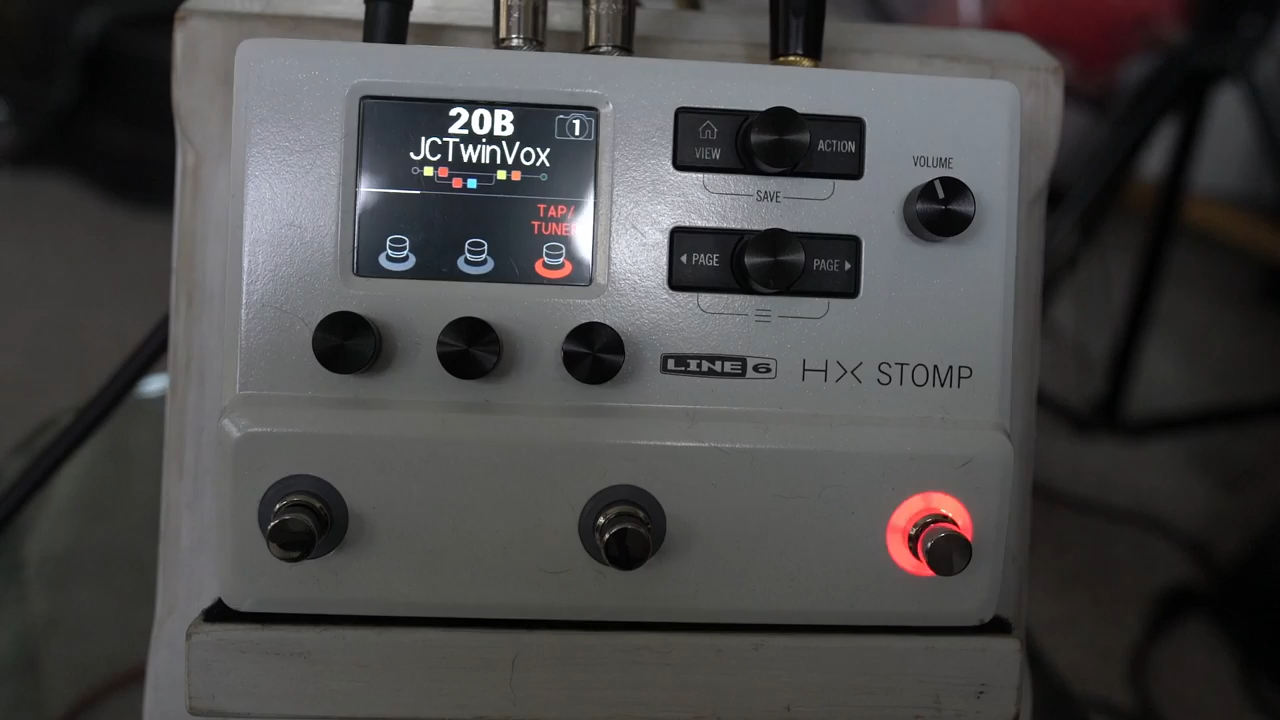 20B
1
JCTwinVox
TAP/
TUNER
VIEW
ACTION
SAVE
VOLUME
PAGE
PAGE
LINE 6
HX STOMP